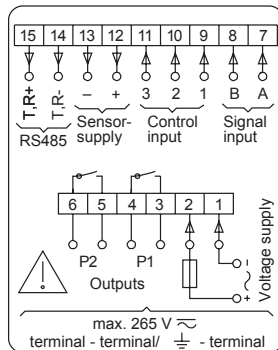 15 14 13 12 11 10 9 8 7
T,R+ T,R- – + 3 2 1 B A
RS485 Sensor-supply Control input Signal input
6 5 4 3 2 1
P2 P1
Outputs
- +
Voltage supply
max. 265 V ⎓
terminal - terminal/ ⏚ - terminal